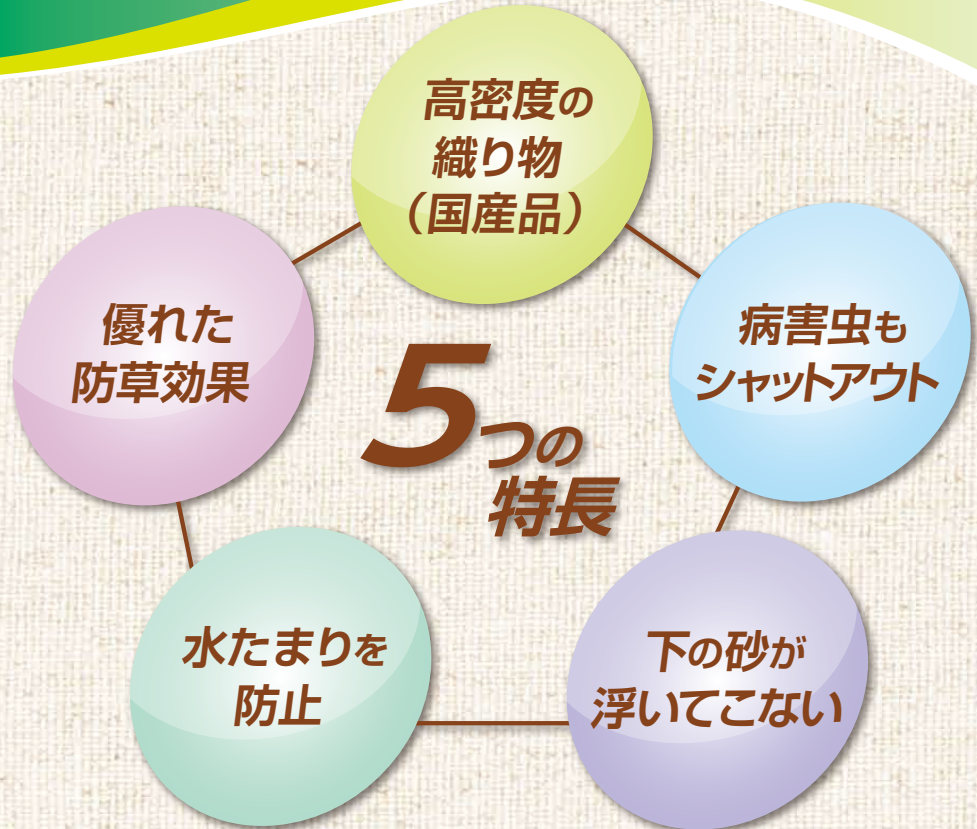 高密度の
織り物
（国産品）
優れた
防草効果
病害虫も
シャットアウト
5つの
特長
水たまりを
防止
下の砂が
浮いてこない